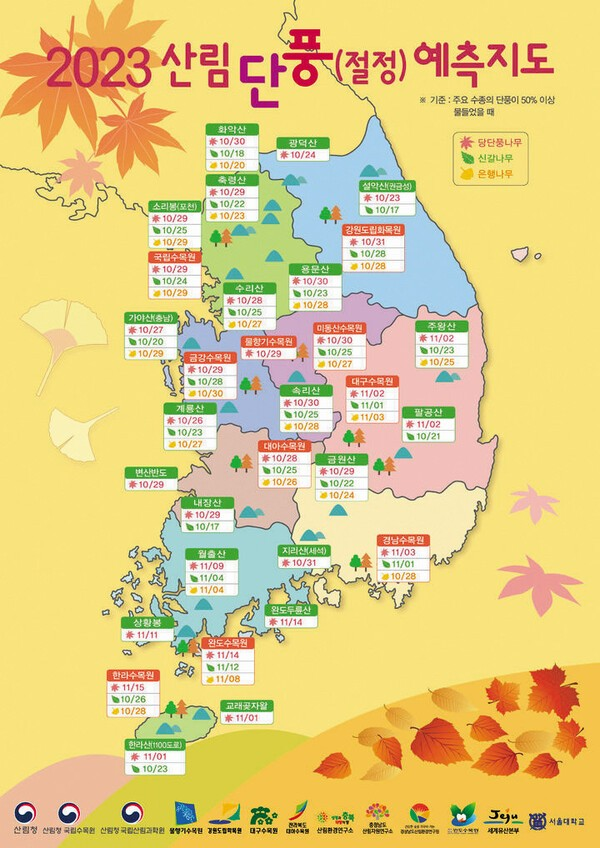 2023 산림 단풍(절정) 예측지도
※ 기준 : 주요 수종의 단풍이 50% 이상
물들었을 때
당단풍나무
신갈나무
은행나무
화악산
10/30
10/18
10/20
광덕산
10/24
축령산
10/29
10/22
10/23
설악산(권금성)
10/23
10/17
소리봉(포천)
10/29
10/25
10/29
강원도립화목원
10/31
10/28
10/28
국립수목원
10/29
10/24
10/29
용문산
10/30
10/23
10/28
수리산
10/28
10/25
10/27
가야산(충남)
10/27
10/20
10/29
물향기수목원
10/29
미동산수목원
10/30
10/25
10/27
주왕산
11/02
10/23
10/25
금강수목원
10/29
10/28
10/30
속리산
10/30
10/25
10/28
대구수목원
11/02
11/01
11/03
계룡산
10/26
10/23
10/27
팔공산
11/02
10/21
대아수목원
10/28
10/25
10/26
금원산
10/29
10/22
10/24
변산반도
10/29
내장산
10/29
10/17
월출산
11/09
11/04
11/04
지리산(세석)
10/31
경남수목원
11/03
11/01
10/28
상황봉
11/11
완도두륜산
11/14
완도수목원
11/14
11/12
11/08
한라수목원
11/15
10/26
10/28
교래곶자왈
11/01
한라산(1100도로)
11/01
10/23
산림청
산림청 국립수목원
산림청 국립산림과학원
물향기수목원
강원도립화목원
대구수목원
전라북도
대아수목원
산림환경연구소
충청남도
산림자원연구소
경상남도산림환경연구원
완도수목원
Jeju
세계유산본부
서울대학교